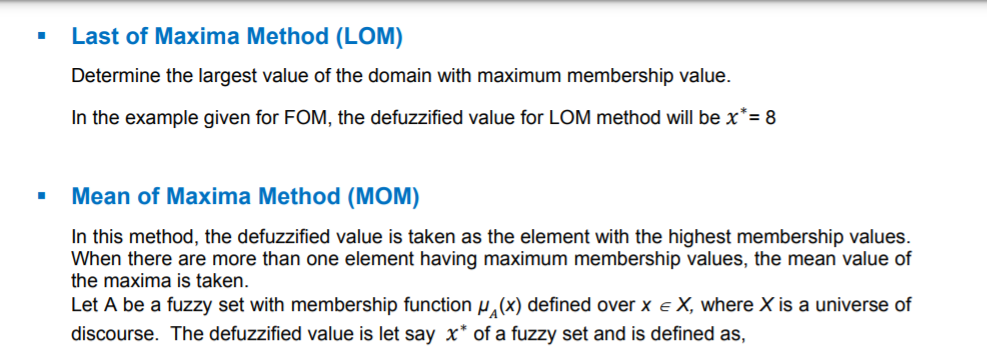 ▪ Last of Maxima Method (LOM)
Determine the largest value of the domain with maximum membership value.
In the example given for FOM, the defuzzified value for LOM method will be x*= 8
▪ Mean of Maxima Method (MOM)
In this method, the defuzzified value is taken as the element with the highest membership values.
When there are more than one element having maximum membership values, the mean value of
the maxima is taken.
Let A be a fuzzy set with membership function μ_A(x) defined over x ∈ X, where X is a universe of
discourse.  The defuzzified value is let say x* of a fuzzy set and is defined as,